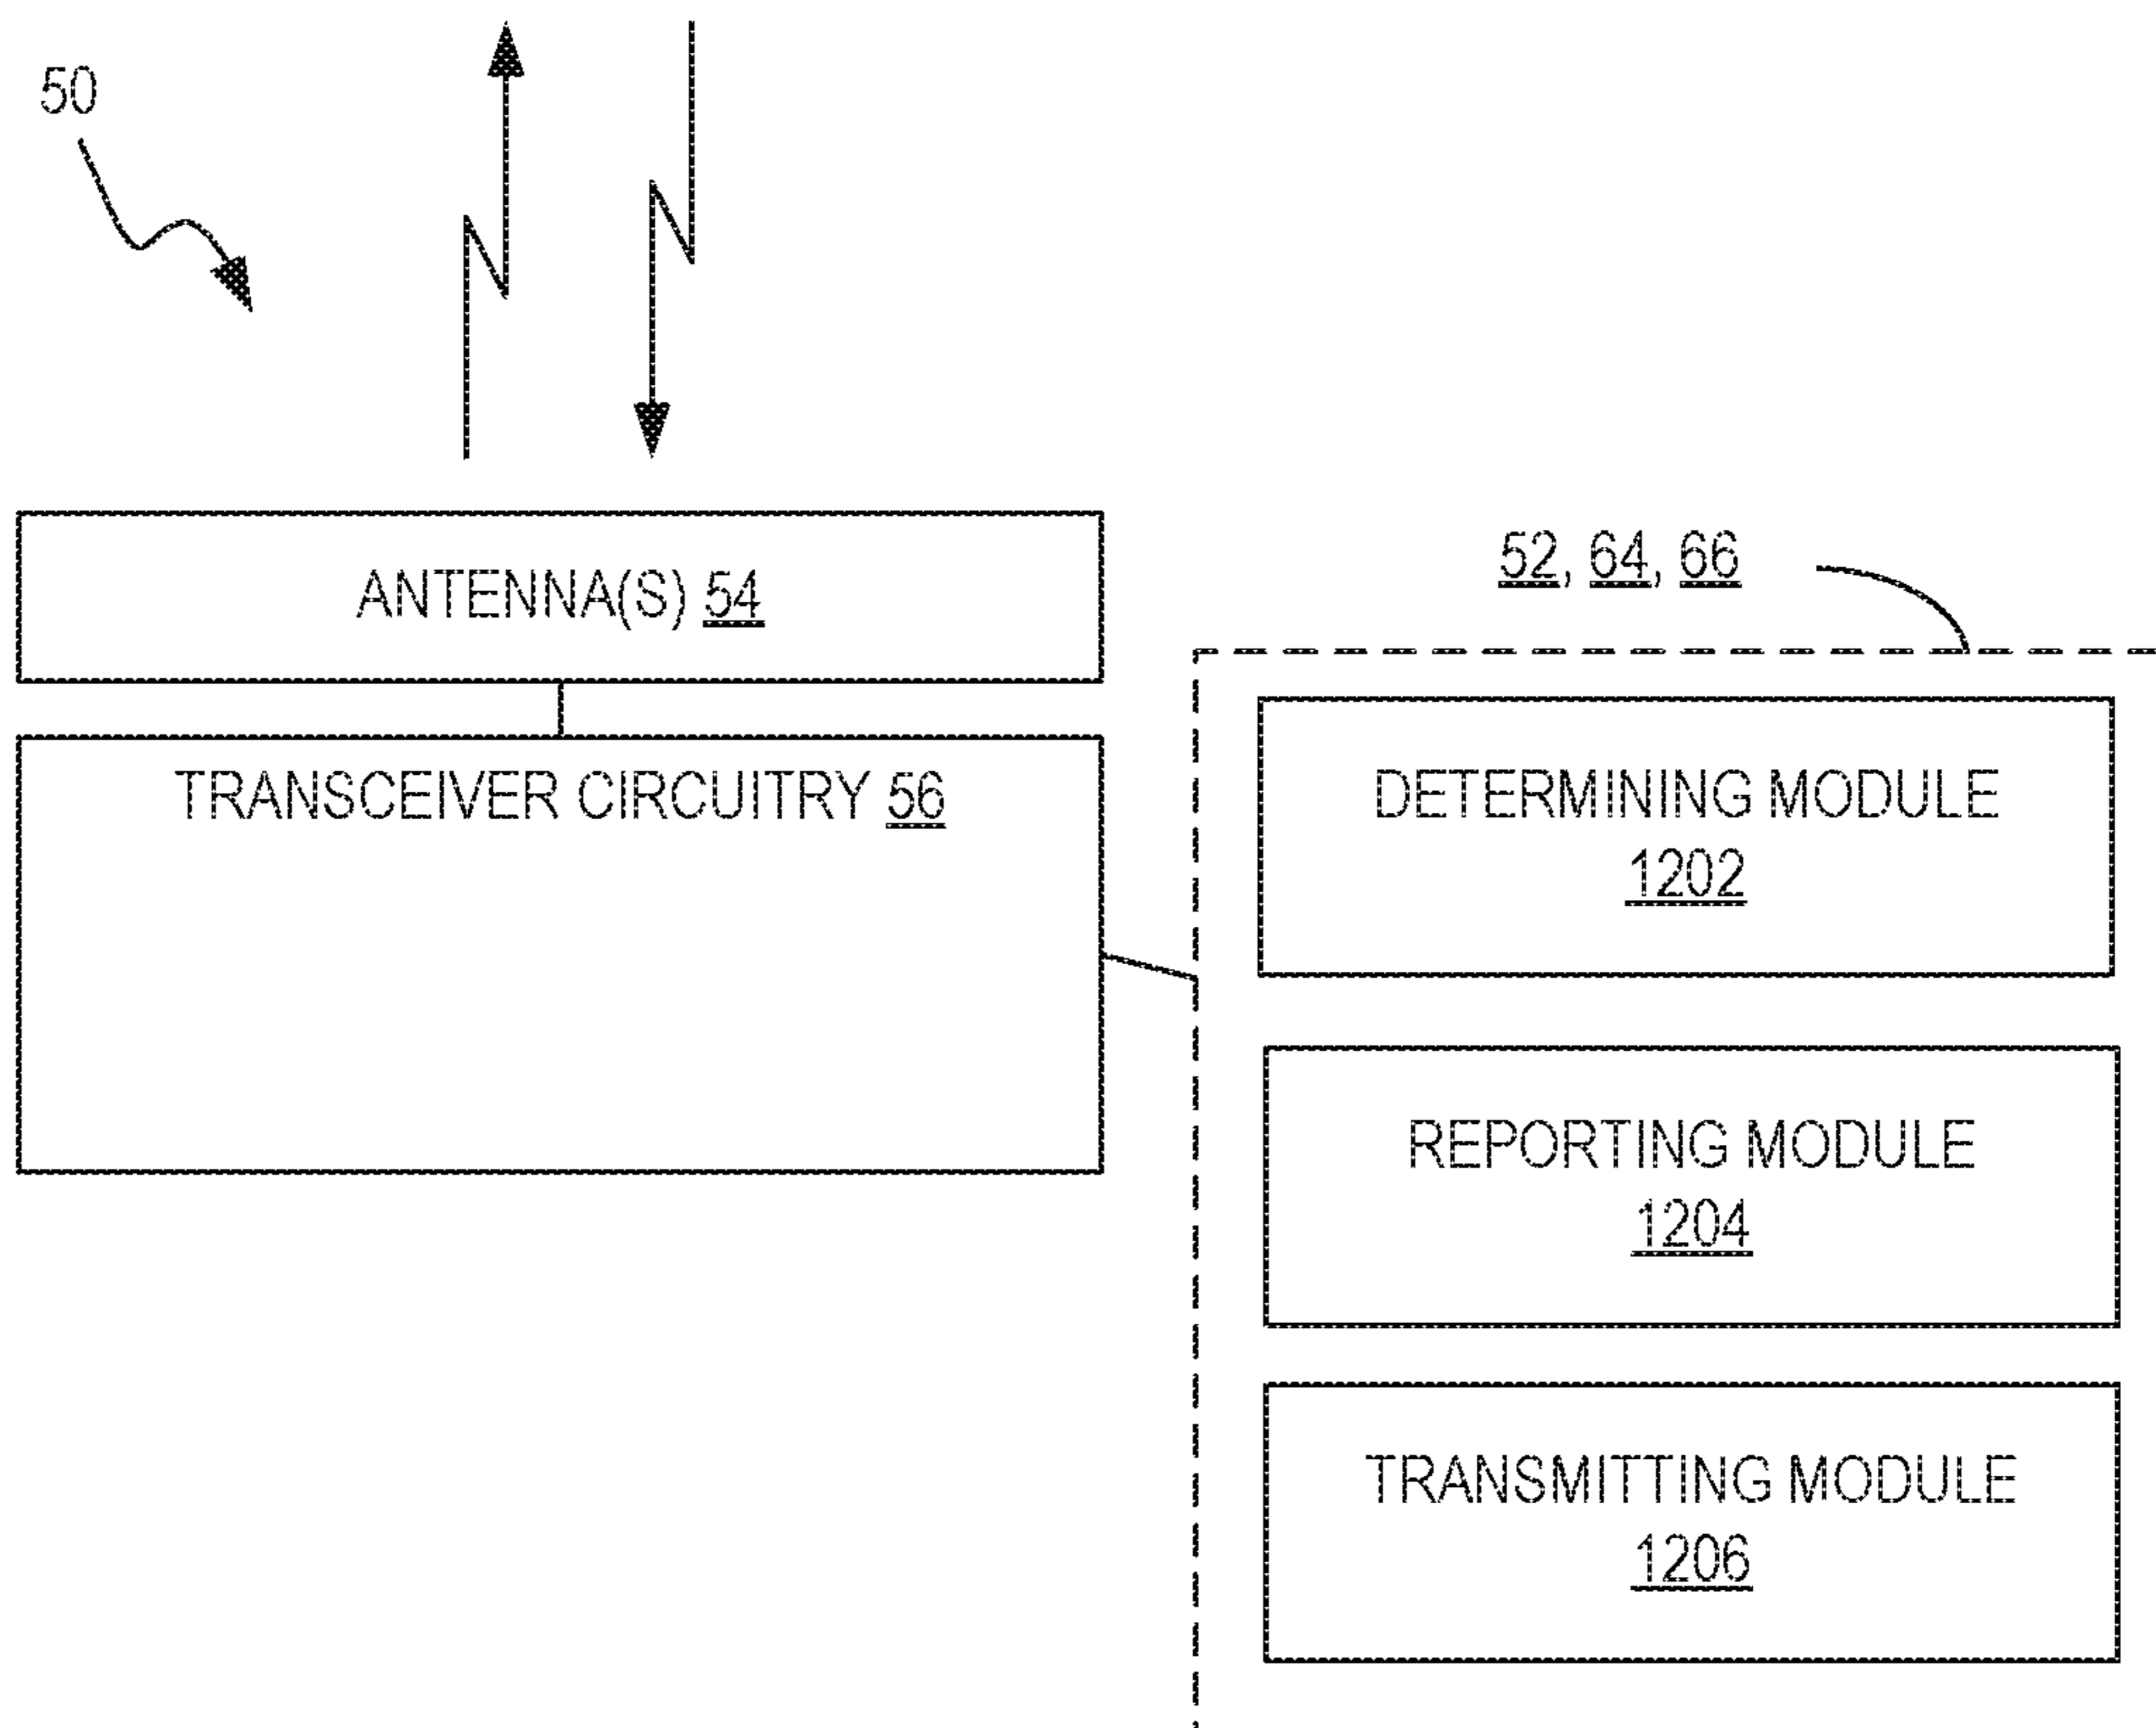 50
ANTENNA(S) 54
52, 64, 66
TRANSCEIVER CIRCUITRY 56
DETERMINING MODULE
1202
REPORTING MODULE
1204
TRANSMITTING MODULE
1206